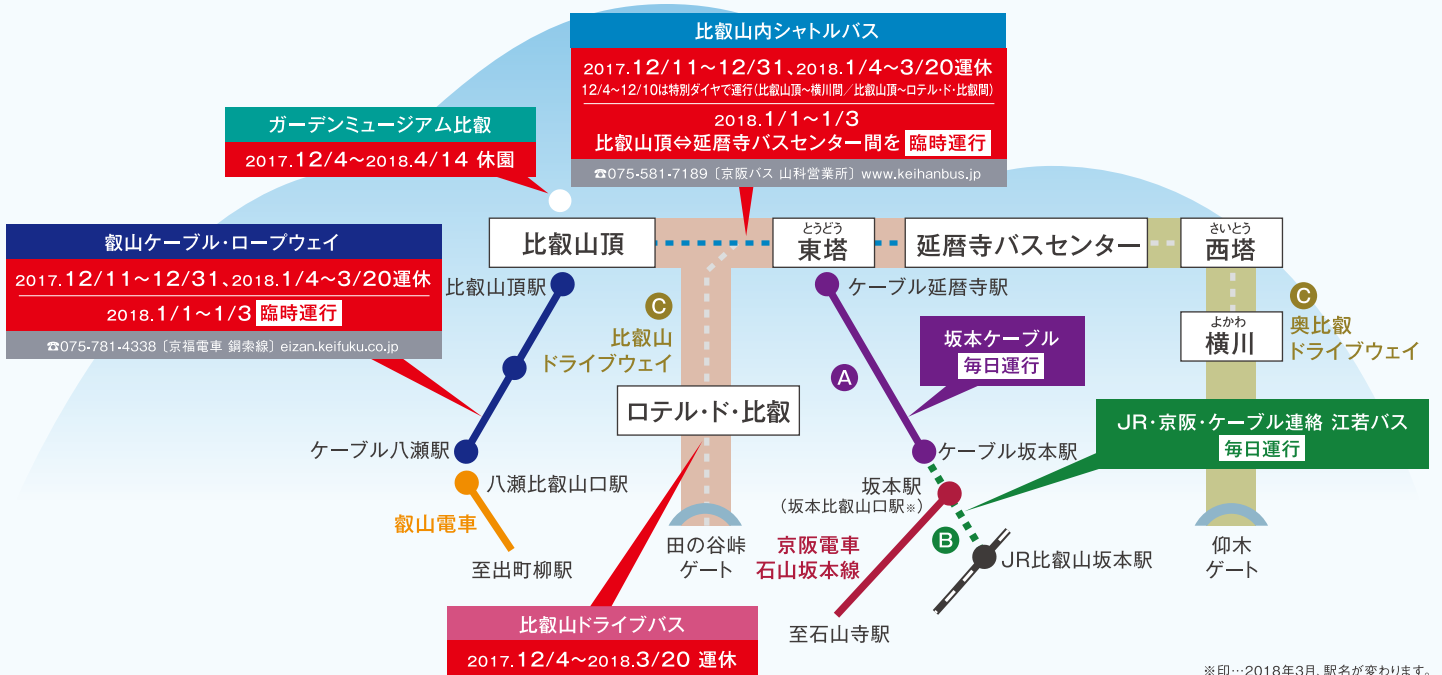 比叡山内シャトルバス
2017.12/11〜12/31、2018.1/4〜3/20運休
12/4〜12/10は特別ダイヤで運行(比叡山頂〜横川間／比叡山頂〜ロテル・ド・比叡間)
2018.1/1〜1/3
比叡山頂⇔延暦寺バスセンター間を 臨時運行
☎075-581-7189〔京阪バス 山科営業所〕www.keihanbus.jp
ガーデンミュージアム比叡
2017.12/4〜2018.4/14 休園
叡山ケーブル・ロープウェイ
2017.12/11〜12/31、2018.1/4〜3/20運休
2018.1/1〜1/3 臨時運行
☎075-781-4338〔京福電車 鋼索線〕eizan.keifuku.co.jp
比叡山頂
とうどう
東塔
延暦寺バスセンター
さいとう
西塔
よかわ
横川
比叡山頂駅
ケーブル延暦寺駅
C
比叡山
ドライブウェイ
C
奥比叡
ドライブウェイ
坂本ケーブル
毎日運行
A
ロテル・ド・比叡
JR・京阪・ケーブル連絡 江若バス
毎日運行
ケーブル八瀬駅
ケーブル坂本駅
八瀬比叡山口駅
坂本駅
(坂本比叡山口駅※)
叡山電車
至出町柳駅
田の谷峠
ゲート
京阪電車
石山坂本線
B
JR比叡山坂本駅
仰木
ゲート
至石山寺駅
比叡山ドライブバス
2017.12/4〜2018.3/20 運休
※印…2018年3月、駅名が変わります。